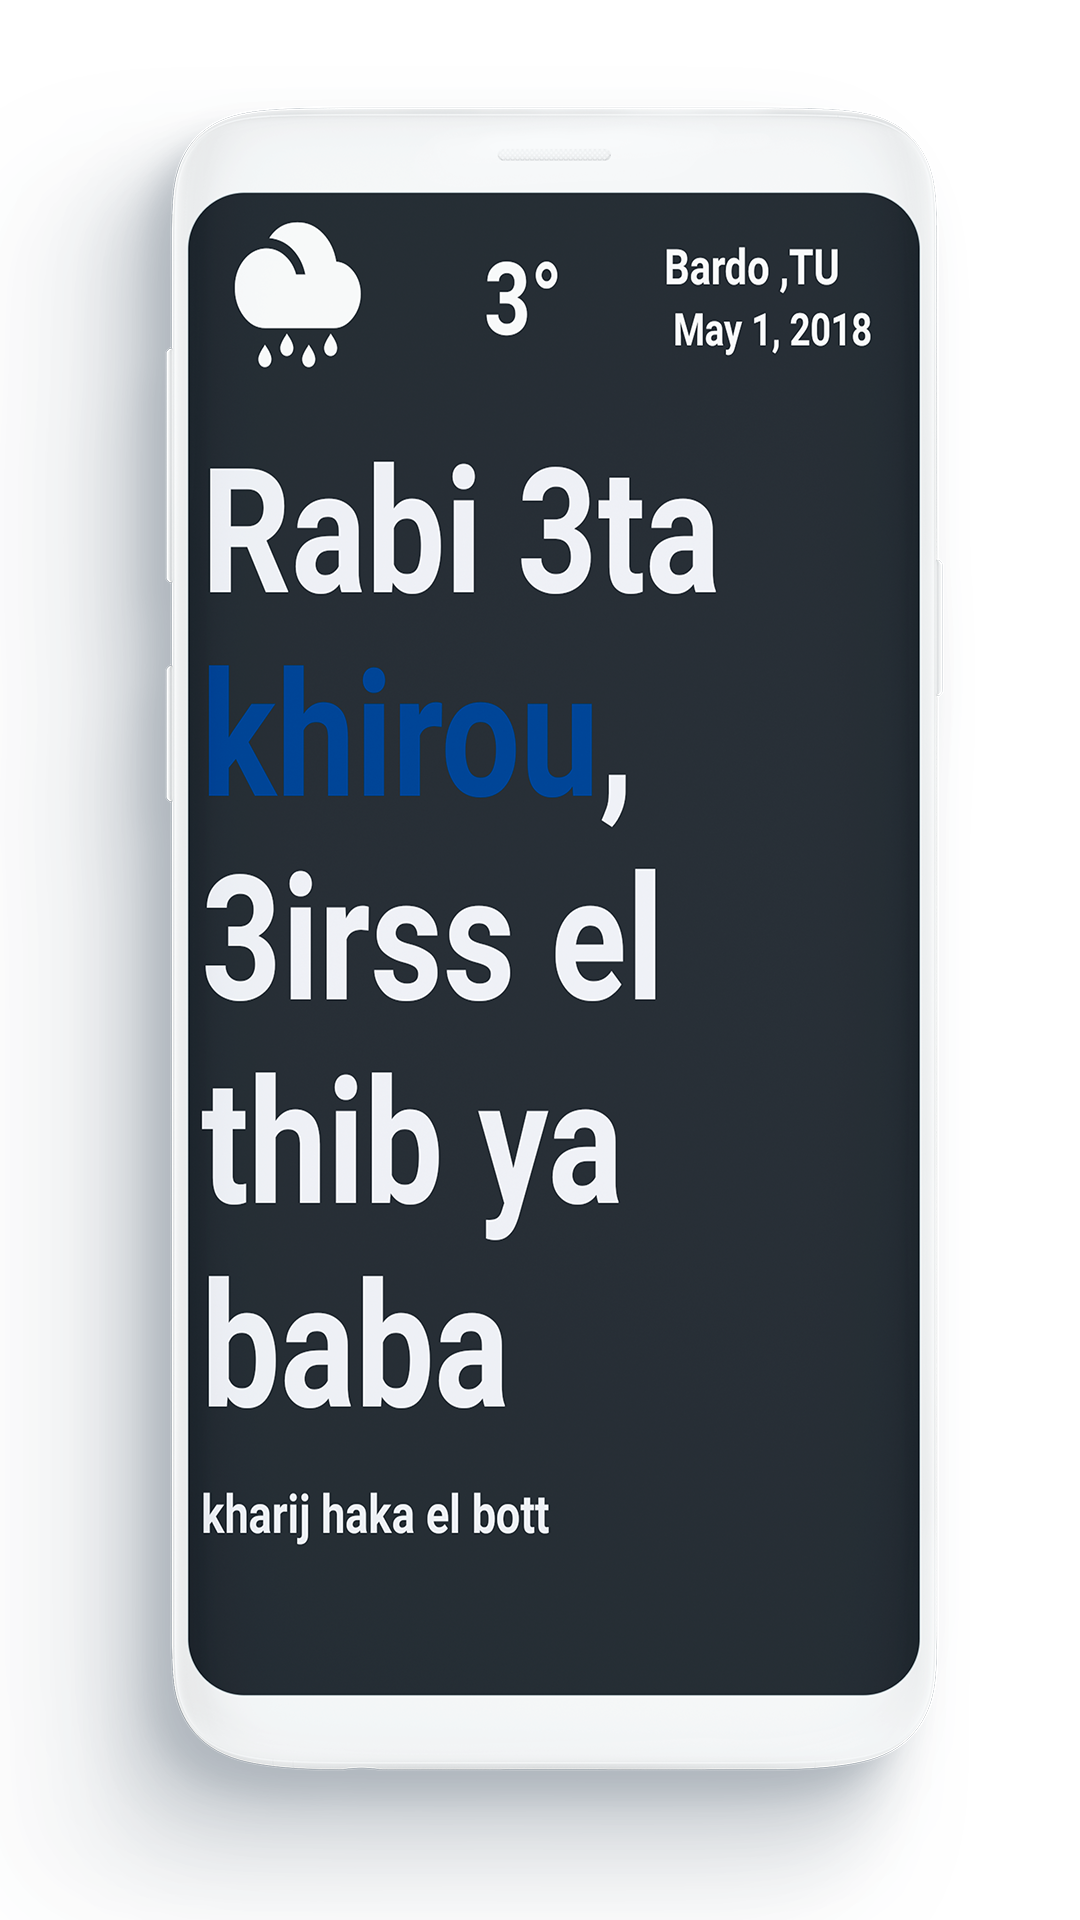 3°
Bardo ,TU
May 1, 2018
Rabi 3ta
khirou,
3irss el
thib ya
baba
kharij haka el bott